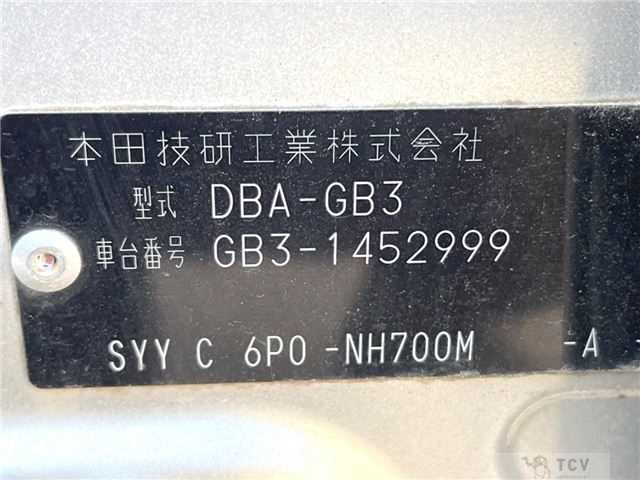 本田技研工業株式会社
型式 DBA-GB3
車台番号 GB3-1452999
SYY C 6P0 -NH700M -A -
TCV